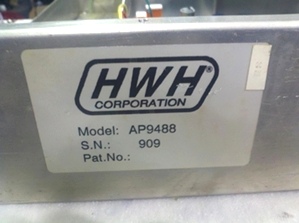 HWH®
CORPORATION
Model: AP9488
S.N.: 909
Pat.No.: